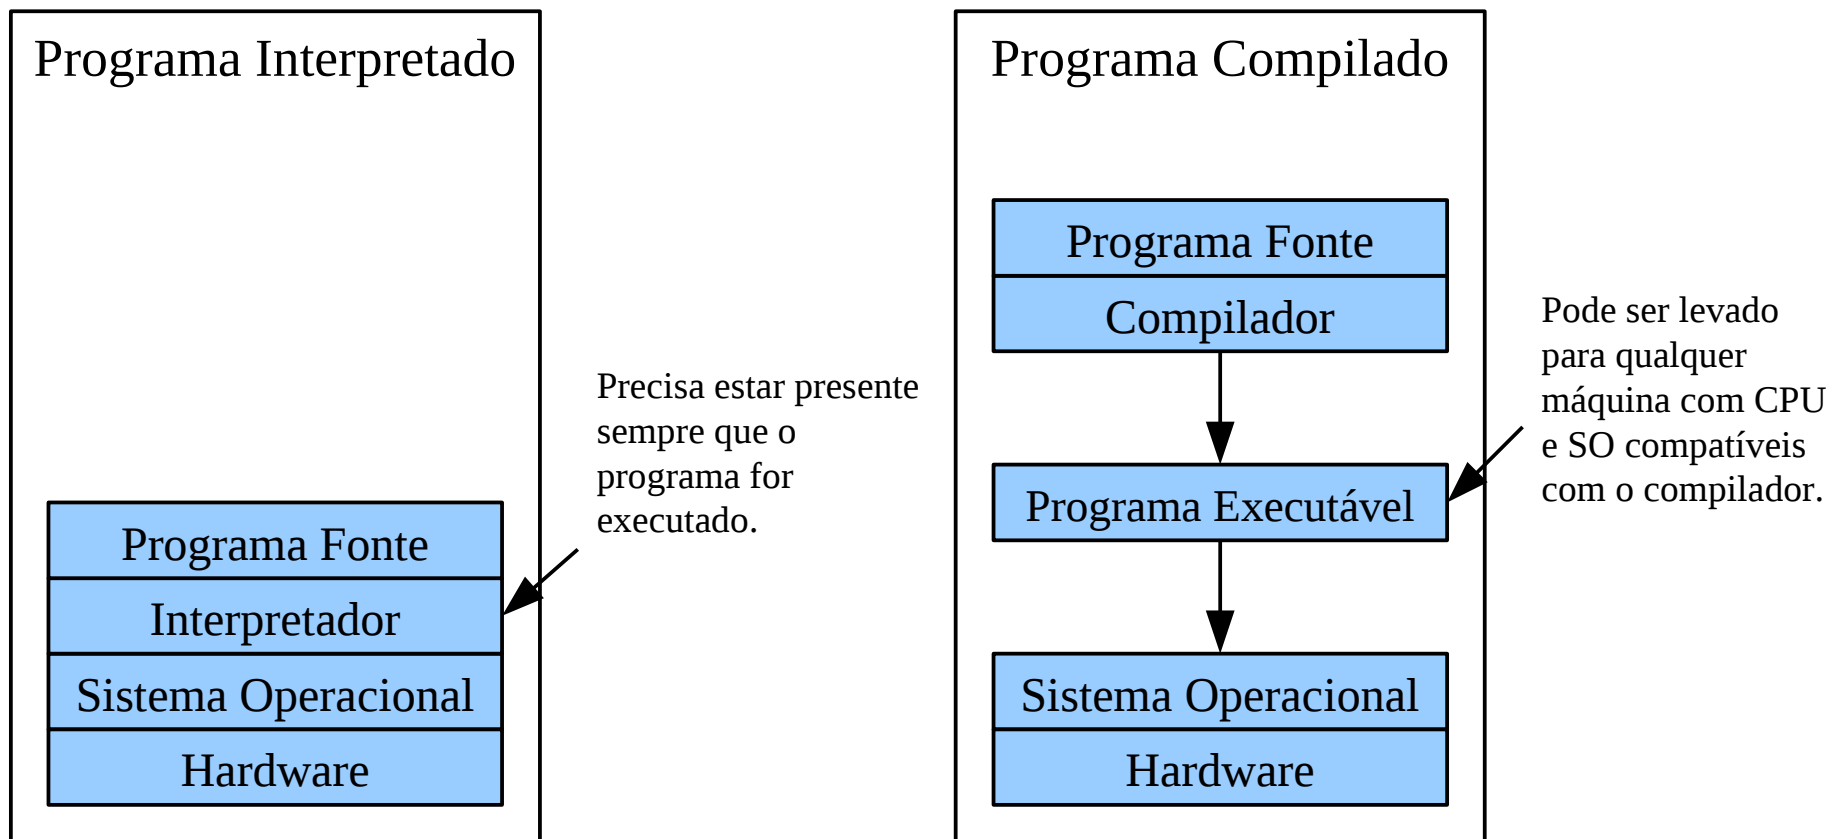 Programa Interpretado
Programa Fonte
Interpretador
Sistema Operacional
Hardware
Precisa estar presente
sempre que o
programa for
executado.
Programa Compilado
Programa Fonte
Compilador
Programa Executável
Sistema Operacional
Hardware
Pode ser levado
para qualquer
máquina com CPU
e SO compatíveis
com o compilador.